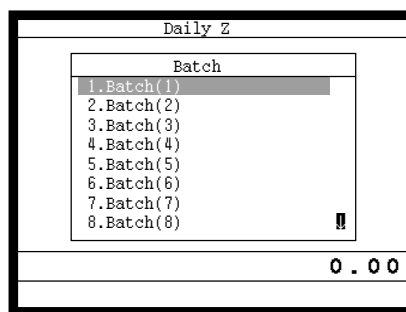 Daily Z
Batch
1.Batch(1)
2.Batch(2)
3.Batch(3)
4.Batch(4)
5.Batch(5)
6.Batch(6)
7.Batch(7)
8.Batch(8)
0.00